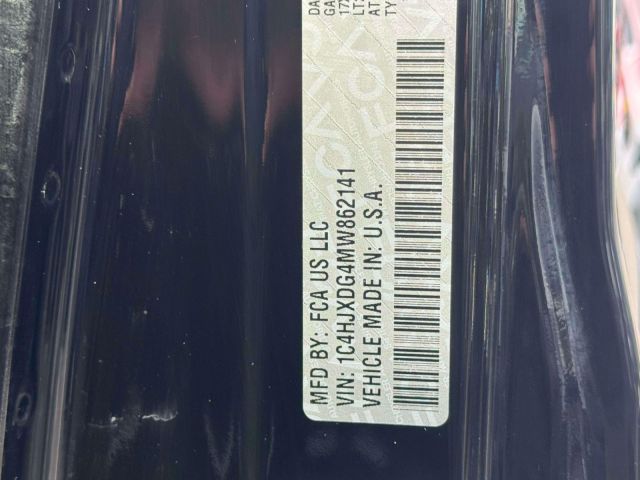 MFD BY: FCA US LLC
VIN: 1C4HJXDG4MW862141
VEHICLE MADE IN: U.S.A.